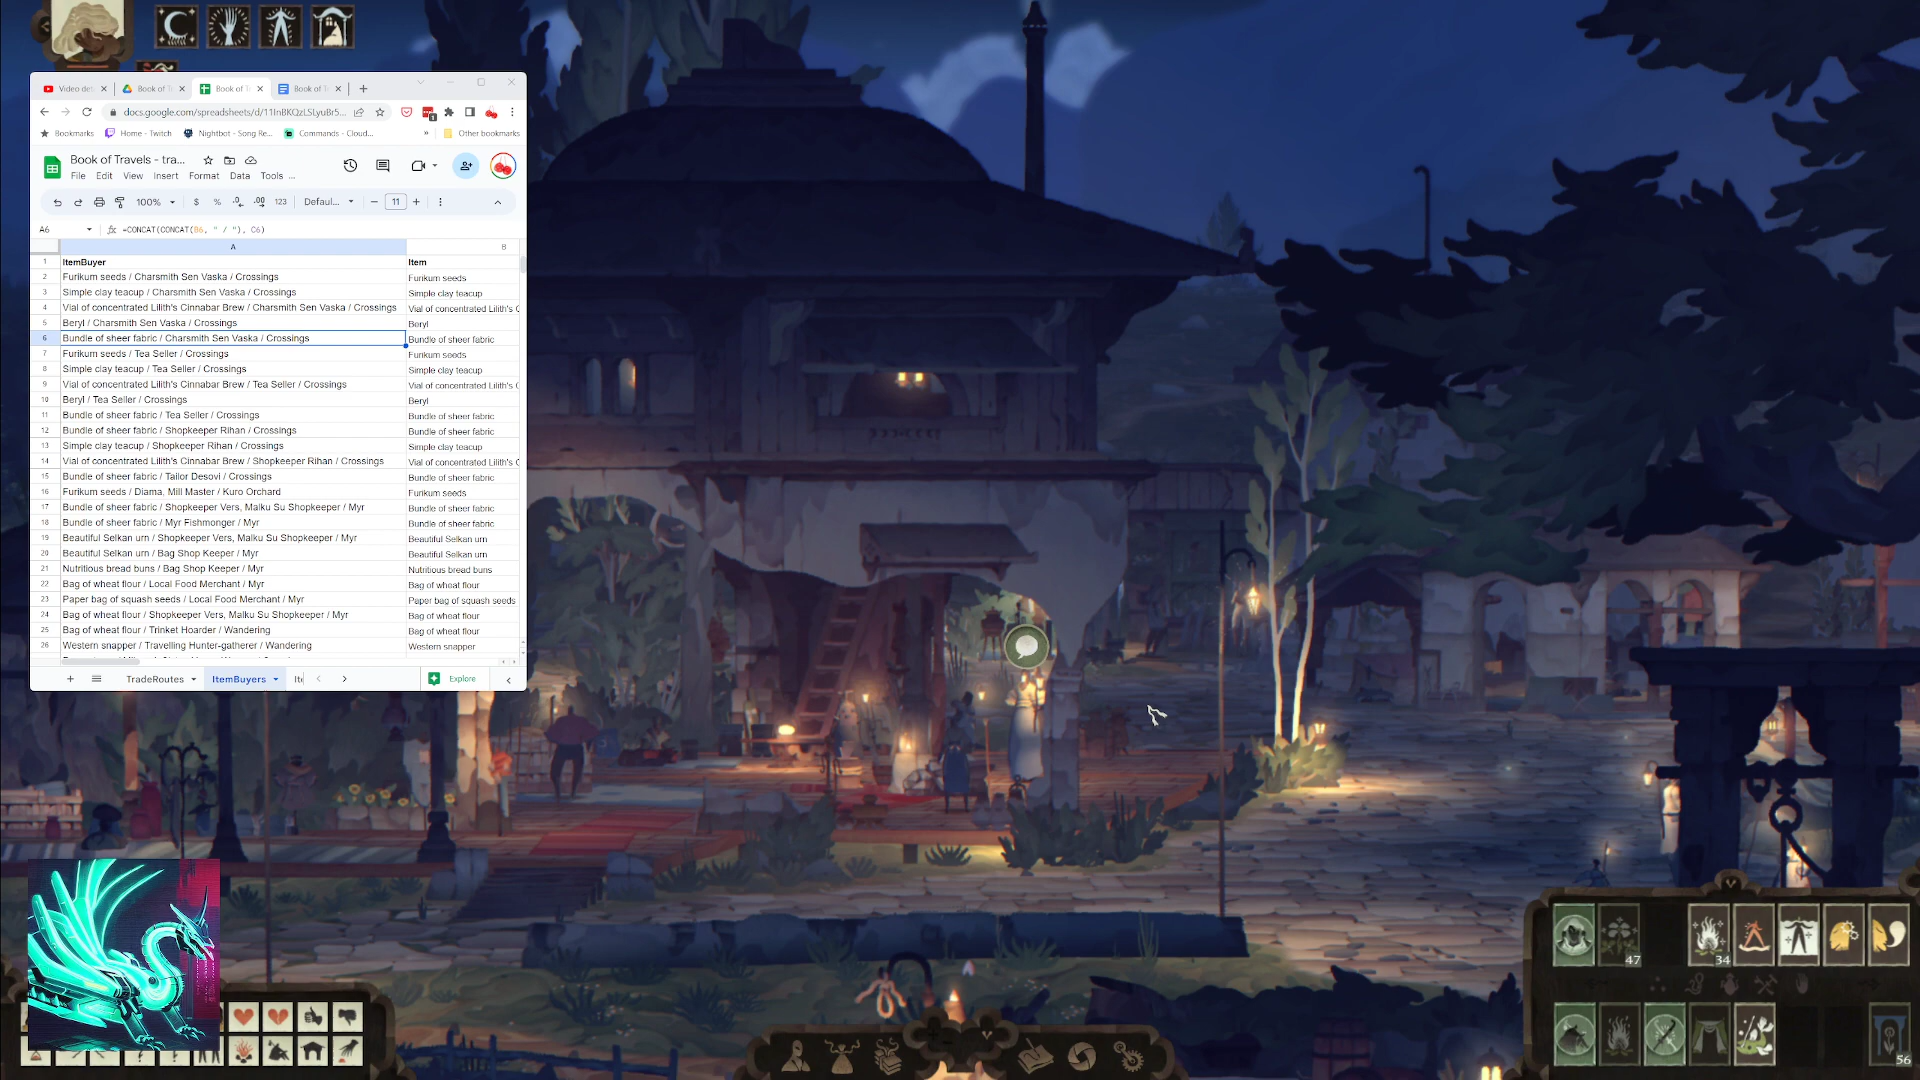 Video det
Book of T
Book of T
Book of T
docs.google.com/spreadsheets/d/11InBKQzLSLyuBr5...
Bookmarks
Home - Twitch
Nightbot - Song Re...
Commands - Cloud...
»
Other bookmarks
Book of Travels - tra...
File Edit View Insert Format Data Tools ...
100% $ % .0 .00 123 Defaul... − 11 +
A6 fx =CONCAT(CONCAT(B6, " / "), C6)
A B
1 ItemBuyer Item
2 Furikum seeds / Charsmith Sen Vaska / Crossings Furikum seeds
3 Simple clay teacup / Charsmith Sen Vaska / Crossings Simple clay teacup
4 Vial of concentrated Lilith's Cinnabar Brew / Charsmith Sen Vaska / Crossings Vial of concentrated Lilith's C
5 Beryl / Charsmith Sen Vaska / Crossings Beryl
6 Bundle of sheer fabric / Charsmith Sen Vaska / Crossings Bundle of sheer fabric
7 Furikum seeds / Tea Seller / Crossings Furikum seeds
8 Simple clay teacup / Tea Seller / Crossings Simple clay teacup
9 Vial of concentrated Lilith's Cinnabar Brew / Tea Seller / Crossings Vial of concentrated Lilith's C
10 Beryl / Tea Seller / Crossings Beryl
11 Bundle of sheer fabric / Tea Seller / Crossings Bundle of sheer fabric
12 Bundle of sheer fabric / Shopkeeper Rihan / Crossings Bundle of sheer fabric
13 Simple clay teacup / Shopkeeper Rihan / Crossings Simple clay teacup
14 Vial of concentrated Lilith's Cinnabar Brew / Shopkeeper Rihan / Crossings Vial of concentrated Lilith's C
15 Bundle of sheer fabric / Tailor Desovi / Crossings Bundle of sheer fabric
16 Furikum seeds / Diama, Mill Master / Kuro Orchard Furikum seeds
17 Bundle of sheer fabric / Shopkeeper Vers, Malku Su Shopkeeper / Myr Bundle of sheer fabric
18 Bundle of sheer fabric / Myr Fishmonger / Myr Bundle of sheer fabric
19 Beautiful Selkan urn / Shopkeeper Vers, Malku Su Shopkeeper / Myr Beautiful Selkan urn
20 Beautiful Selkan urn / Bag Shop Keeper / Myr Beautiful Selkan urn
21 Nutritious bread buns / Bag Shop Keeper / Myr Nutritious bread buns
22 Bag of wheat flour / Local Food Merchant / Myr Bag of wheat flour
23 Paper bag of squash seeds / Local Food Merchant / Myr Paper bag of squash seeds
24 Bag of wheat flour / Shopkeeper Vers, Malku Su Shopkeeper / Myr Bag of wheat flour
25 Bag of wheat flour / Trinket Hoarder / Wandering Bag of wheat flour
26 Western snapper / Travelling Hunter-gatherer / Wandering Western snapper
TradeRoutes ItemBuyers Ite Explore
47
34
56